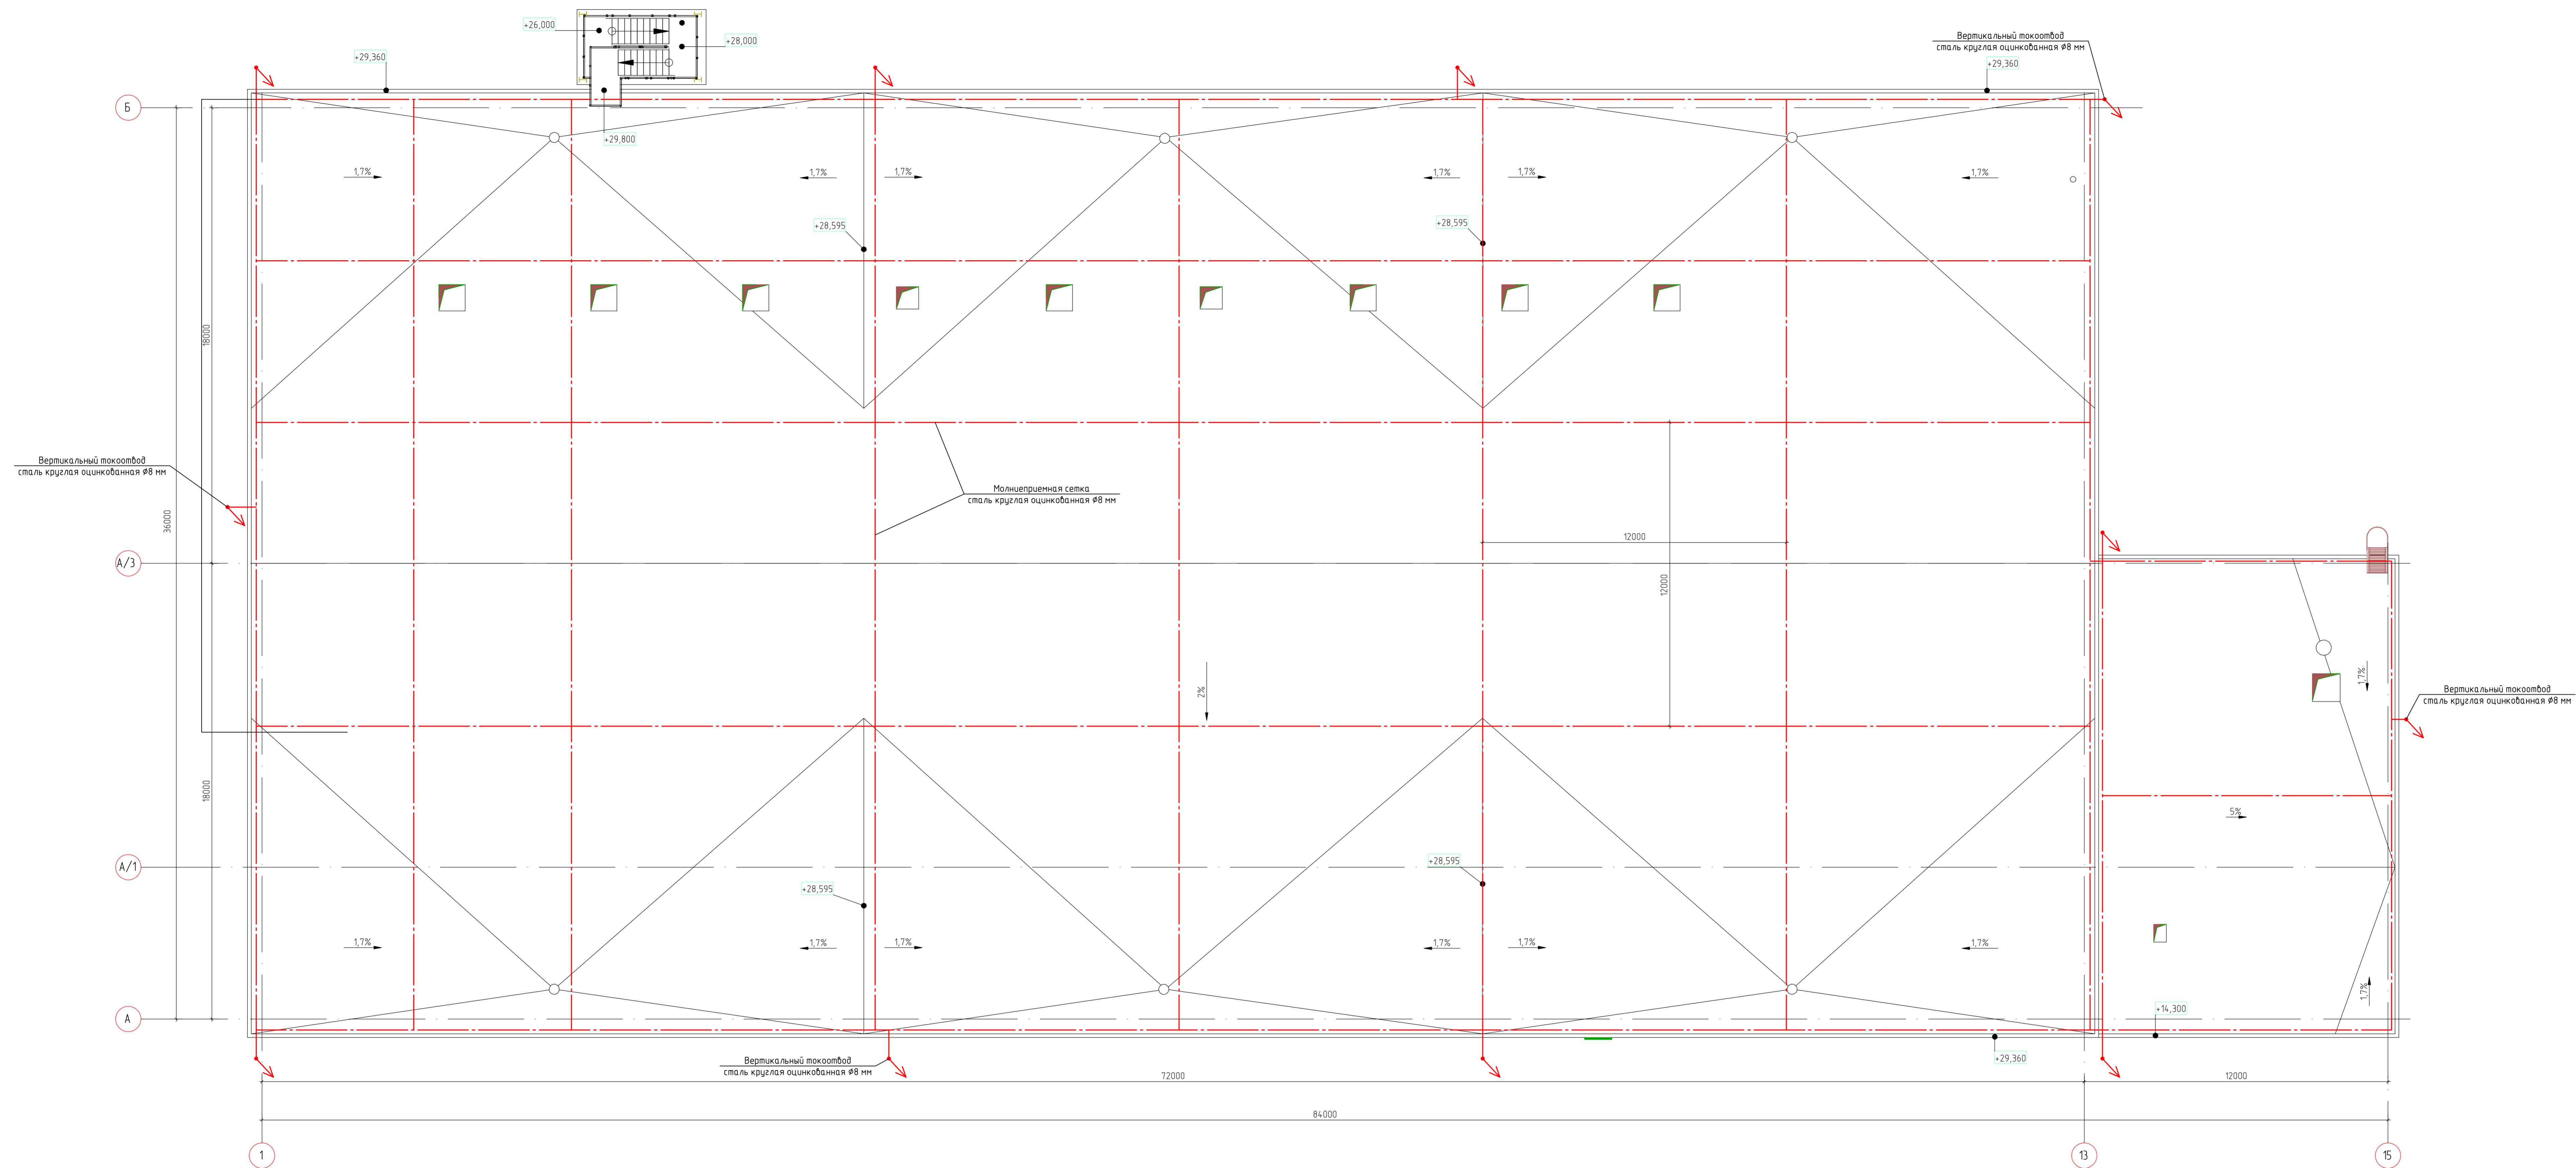 +26,000
+28,000
+29,360
Вертикальный токоотвод
сталь круглая оцинкованная Ø8 мм
+29,360
Б
+29,800
1,7%
1,7%
1,7%
1,7%
1,7%
1,7%
+28,595
+28,595
18000
Вертикальный токоотвод
сталь круглая оцинкованная Ø8 мм
Молниеприемная сетка
сталь круглая оцинкованная Ø8 мм
36000
12000
А/3
12000
2%
1,7%
Вертикальный токоотвод
сталь круглая оцинкованная Ø8 мм
18000
5%
А/1
+28,595
+28,595
1,7%
1,7%
1,7%
1,7%
1,7%
1,7%
1,7%
+14,300
А
Вертикальный токоотвод
сталь круглая оцинкованная Ø8 мм
+29,360
72000
12000
84000
1
13
15